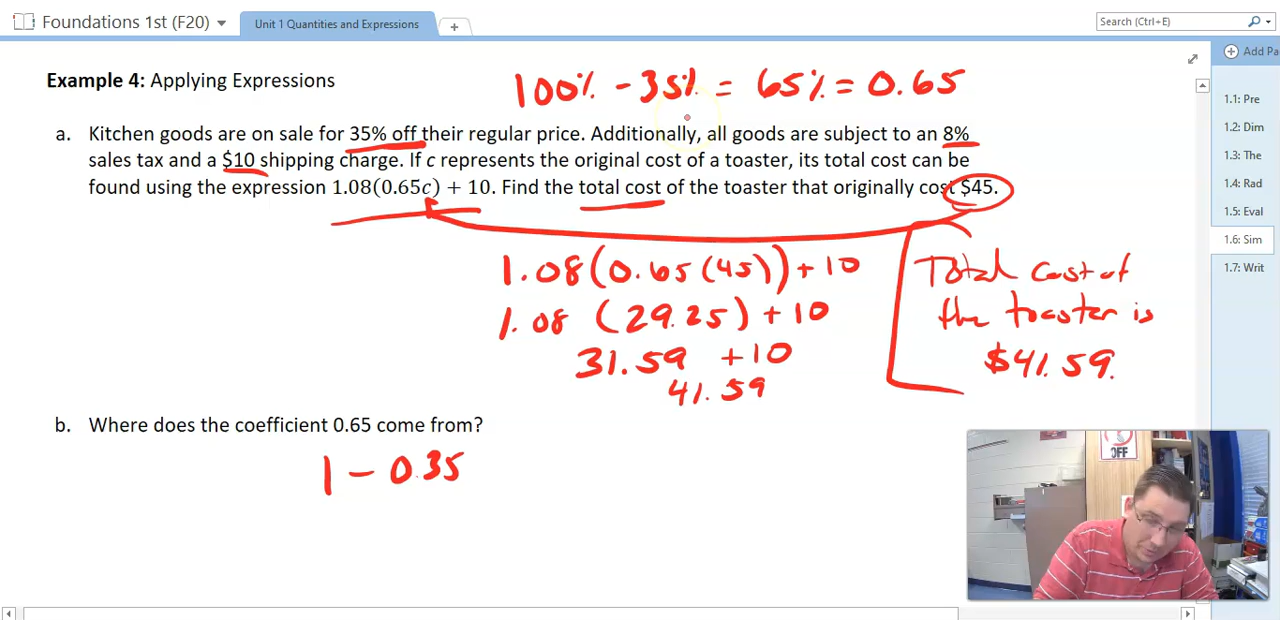 Foundations 1st (F20)
Unit 1 Quantities and Expressions
+
Search (Ctrl+E)
Add Pa
Example 4: Applying Expressions
100% - 35% = 65% = 0.65
a. Kitchen goods are on sale for 35% off their regular price. Additionally, all goods are subject to an 8%
sales tax and a $10 shipping charge. If c represents the original cost of a toaster, its total cost can be
found using the expression 1.08(0.65c) + 10. Find the total cost of the toaster that originally cost $45.
1.08(0.65(45))+10
1.08 (29.25)+10
31.59 +10
41.59
Total cost of
the toaster is
$41.59.
b. Where does the coefficient 0.65 come from?
1 - 0.35
1.1: Pre
1.2: Dim
1.3: The
1.4: Rad
1.5: Eval
1.6: Sim
1.7: Writ
OFF